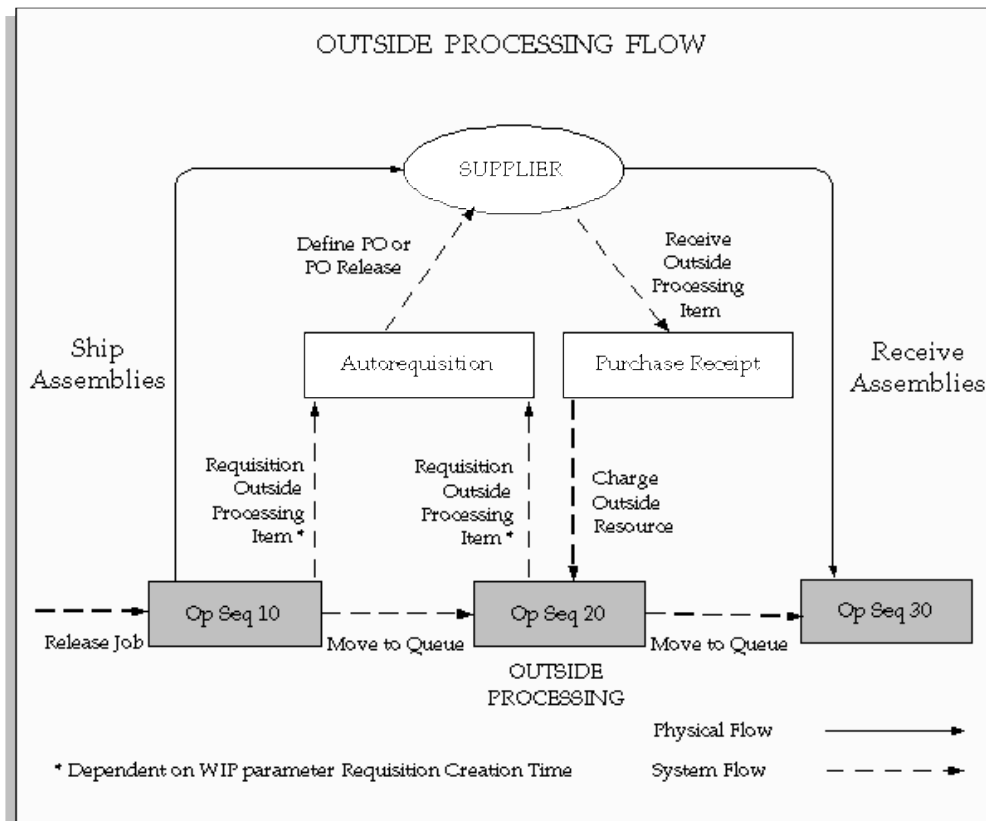 OUTSIDE PROCESSING FLOW
SUPPLIER
Define PO or
PO Release
Receive
Outside
Processing
Item
Ship
Assemblies
Autorequisition
Purchase Receipt
Receive
Assemblies
Requisition
Outside
Processing
Item *
Requisition
Outside
Processing
Item *
Charge
Outside
Resource
Op Seq 10
Op Seq 20
Op Seq 30
Release Job
Move to Queue
Move to Queue
OUTSIDE
PROCESSING
Physical Flow
* Dependent on WIP parameter Requisition Creation Time
System Flow